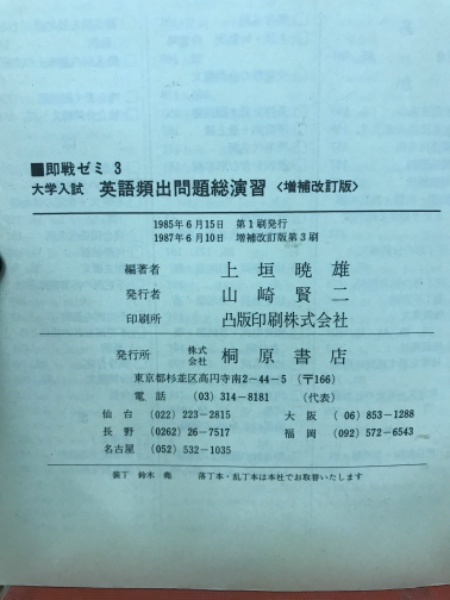 ■即戦ゼミ 3
大学入試 英語頻出問題総演習〈増補改訂版〉
1985年6月15日 第1刷発行
1987年6月10日 増補改訂版第3刷
編著者 上垣暁雄
発行者 山崎賢二
印刷所 凸版印刷株式会社
発行所 株式会社 桐原書店
東京都杉並区高円寺南2-44-5(〒166)
電話 (03)314-8181 (代表)
仙台 (022)223-2815 大阪 (06)853-1288
長野 (0262)26-7517 福岡 (092)572-6543
名古屋 (052)532-1035
装丁 鈴木 堯 落丁本・乱丁本は本社でお取替いたします